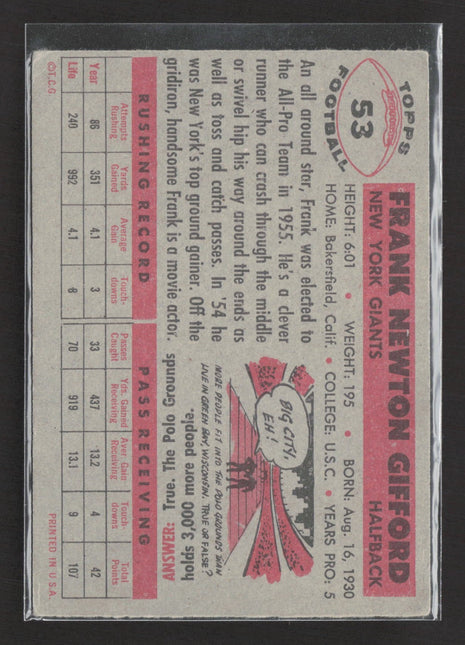 TOPPS
53
FOOTBALL
FRANK NEWTON GIFFORD
NEW YORK GIANTS HALFBACK
HEIGHT: 6:01 • WEIGHT: 195 • BORN: Aug. 16, 1930
HOME: Bakersfield, Calif. • COLLEGE: U.S.C. • YEARS PRO: 5
An all around star, Frank was elected to
the All-Pro Team in 1955. He's a clever
runner who can crash through the middle
or swivel hip his way around the ends as
well as toss and catch passes. In '54 he
was New York's top ground gainer. Off the
gridiron, handsome Frank is a movie actor.
BIG CITY,
EH!
MORE PEOPLE FIT INTO THE POLO GROUNDS THAN
LIVE IN GREEN BAY, WISCONSIN. TRUE OR FALSE?
ANSWER: True. The Polo Grounds
holds 3,000 more people.
RUSHING RECORD PASS RECEIVING
Attempts Rushing Yards Gained Average Gain Touch-downs Passes Caught Yds. Gained Receiving Aver Gain Receiving Touch-downs Total Points
Year 86 351 4.1 3 33 437 13.2 4 42
Life 240 992 4.1 6 70 919 13.1 9 107
©T.C.G. PRINTED IN U.S.A.